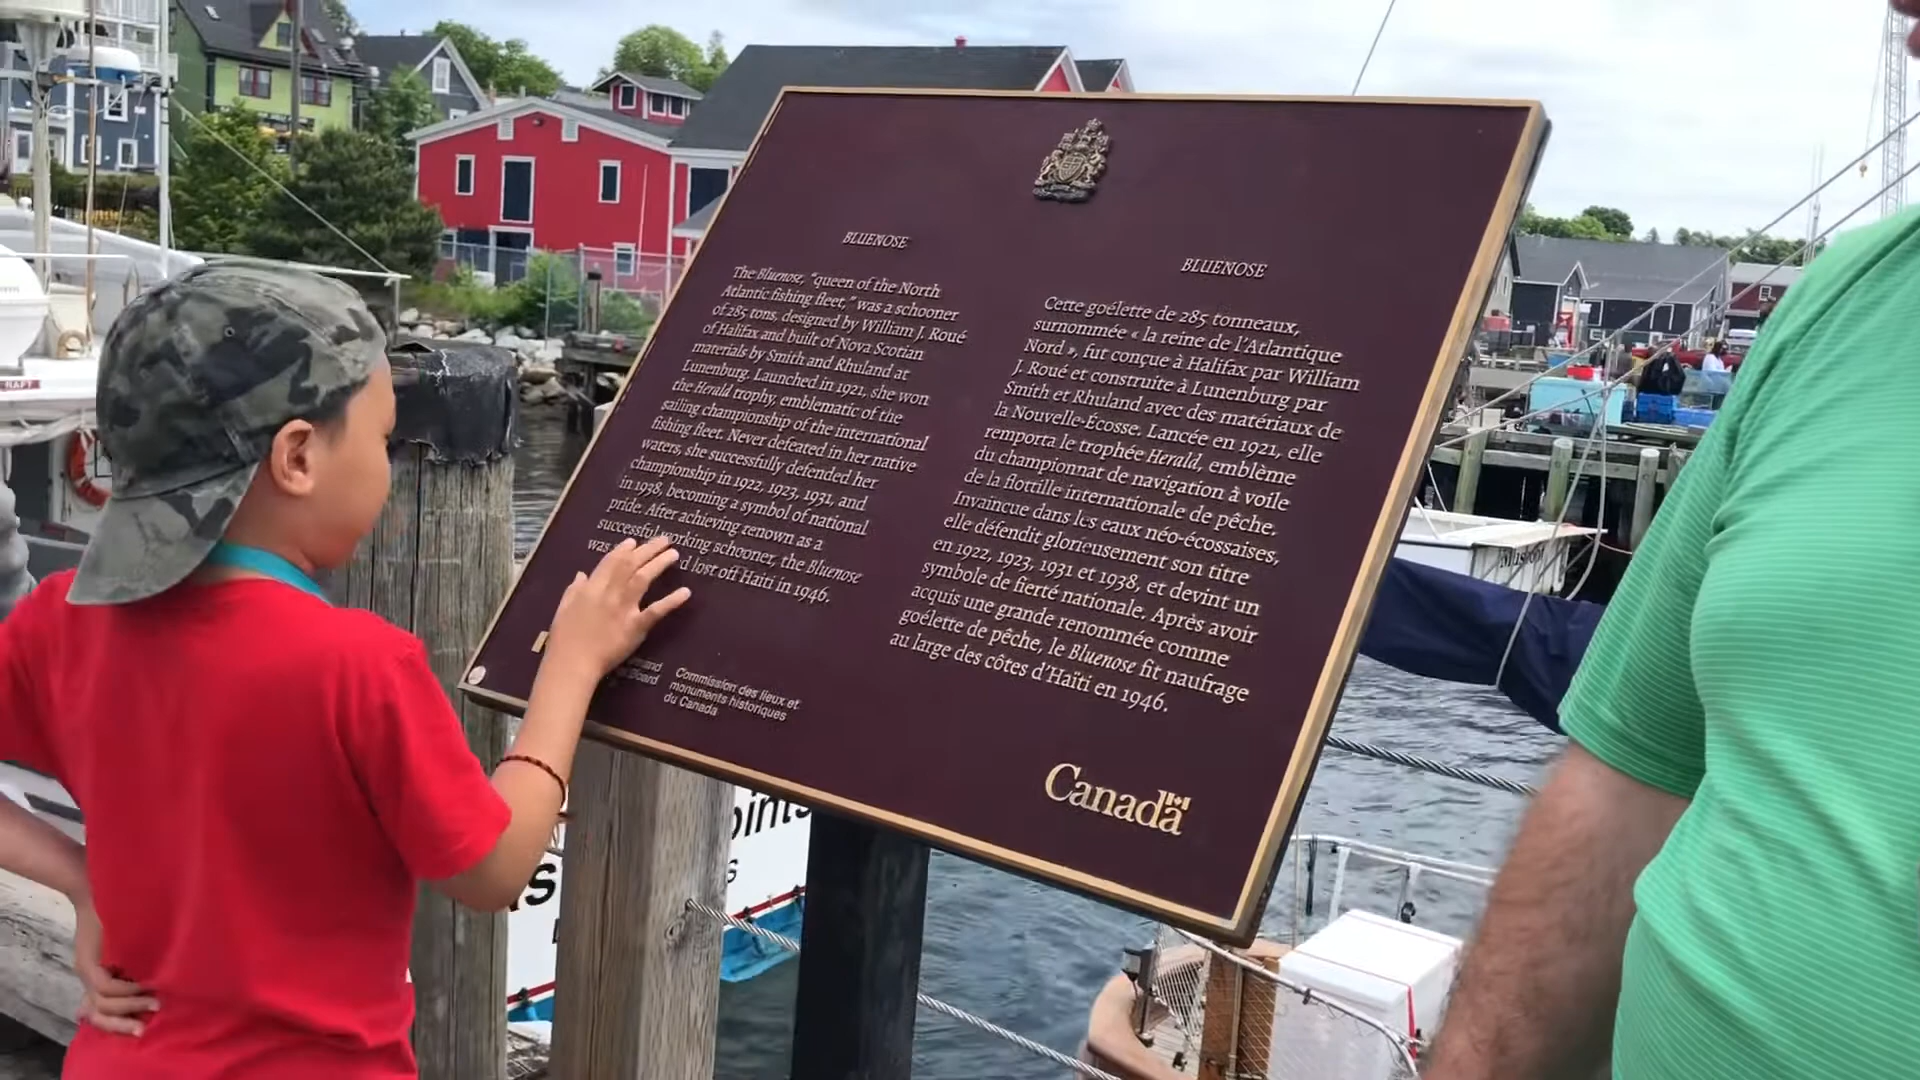 BLUENOSE
The Bluenose, "queen of the North
Atlantic fishing fleet," was a schooner
of 285 tons, designed by William J. Roué
of Halifax and built of Nova Scotian
materials by Smith and Rhuland at
Lunenburg. Launched in 1921, she won
the Herald trophy, emblematic of the
sailing championship of the international
fishing fleet. Never defeated in her native
waters, she successfully defended her
championship in 1922, 1923, 1931, and
in 1938, becoming a symbol of national
pride. After achieving renown as a
successful working schooner, the Bluenose
was lost off Haiti in 1946.
BLUENOSE
Cette goélette de 285 tonneaux,
surnommée « la reine de l'Atlantique
Nord », fut conçue à Halifax par William
J. Roué et construite à Lunenburg par
Smith et Rhuland avec des matériaux de
la Nouvelle-Écosse. Lancée en 1921, elle
remporta le trophée Herald, emblème
du championnat de navigation à voile
de la flottille internationale de pêche.
Invaincue dans les eaux néo-écossaises,
elle défendit glorieusement son titre
en 1922, 1923, 1931 et 1938, et devint un
symbole de fierté nationale. Après avoir
acquis une grande renommée comme
goélette de pêche, le Bluenose fit naufrage
au large des côtes d'Haïti en 1946.
and
Board
Commission des lieux et
monuments historiques
du Canada
Canada
RAFT